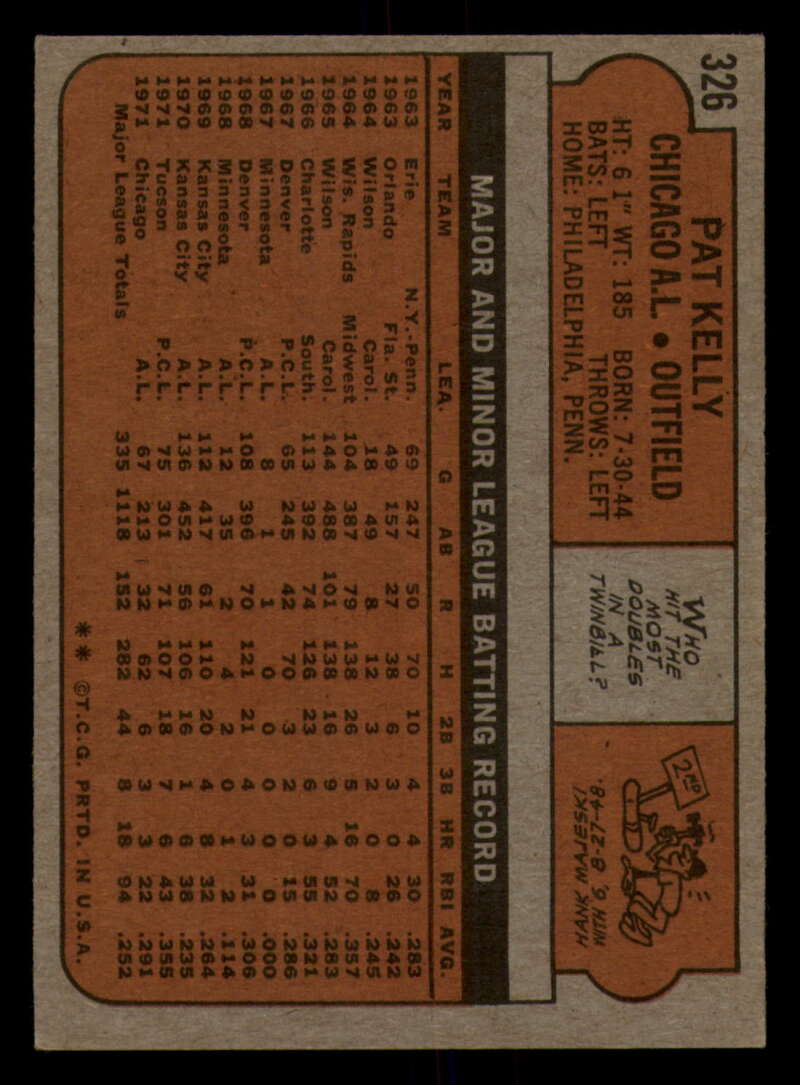 326
PAT KELLY
CHICAGO A.L. • OUTFIELD
HT: 6 1" WT: 185 BORN: 7-30-44
BATS: LEFT THROWS: LEFT
HOME: PHILADELPHIA, PENN.
WHO
HIT THE
MOST
DOUBLES
IN A
TWINBILL?
2ND
HANK MAJESKI
WITH 6, 8-27-48.
MAJOR AND MINOR LEAGUE BATTING RECORD
YEAR TEAM LEA. G AB R H 2B 3B HR RBI AVG.
1963 Erie N.Y.-Penn. 69 247 50 70 10 4 4 30 .283
1963 Orlando Fla. St. 49 157 27 38 6 3 0 26 .242
1964 Wilson Carol. 18 49 8 12 3 2 0 8 .245
1964 Wis. Rapids Midwest 104 387 79 138 26 5 16 70 .357
1965 Wilson Carol. 144 488 101 138 16 9 4 52 .283
1966 Charlotte South. 113 392 74 126 23 6 3 55 .321
1967 Denver P.C.L. 65 245 42 70 3 2 0 15 .286
1967 Minnesota A.L. 8 1 1 0 0 0 0 0 .000
1968 Denver P.C.L. 108 396 70 121 21 4 3 31 .306
1968 Minnesota A.L. 12 35 2 4 2 0 1 2 .114
1969 Kansas City A.L. 112 417 61 110 20 4 8 32 .264
1970 Kansas City A.L. 136 452 56 106 16 1 6 38 .235
1971 Tucson P.C.L. 75 301 71 107 18 7 6 43 .355
1971 Chicago A.L. 67 213 32 62 6 3 3 22 .291
Major League Totals 335 1118 152 282 44 8 18 94 .252
** ©T.C.G. PRTD. IN U.S.A.